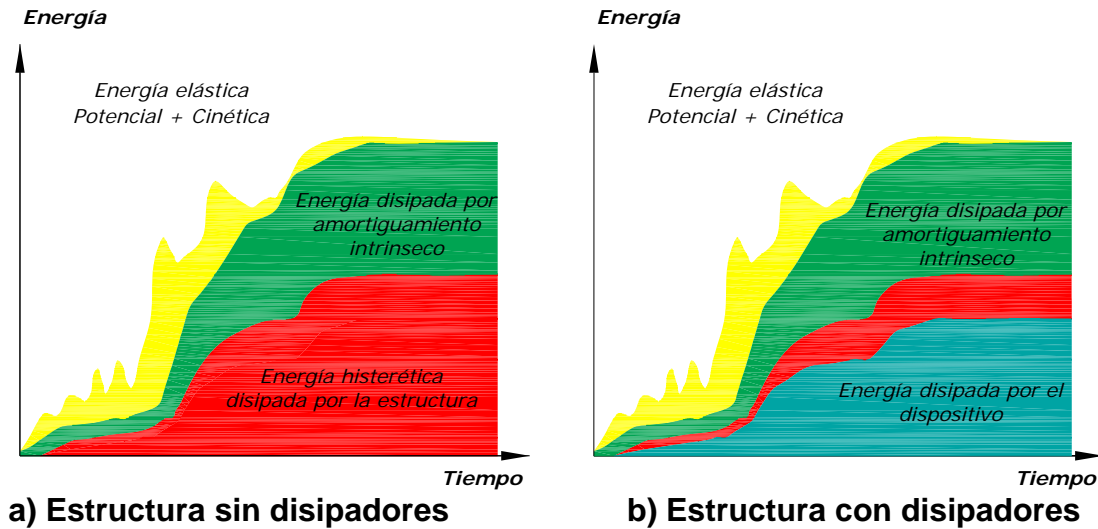 Energía
Energía elástica
Potencial + Cinética
Energía disipada por
amortiguamiento
intrinseco
Energía histerética
disipada por la estructura
Tiempo
a) Estructura sin disipadores
Energía
Energía elástica
Potencial + Cinética
Energía disipada por
amortiguamiento
intrinseco
Energía disipada por el
dispositivo
Tiempo
b) Estructura con disipadores